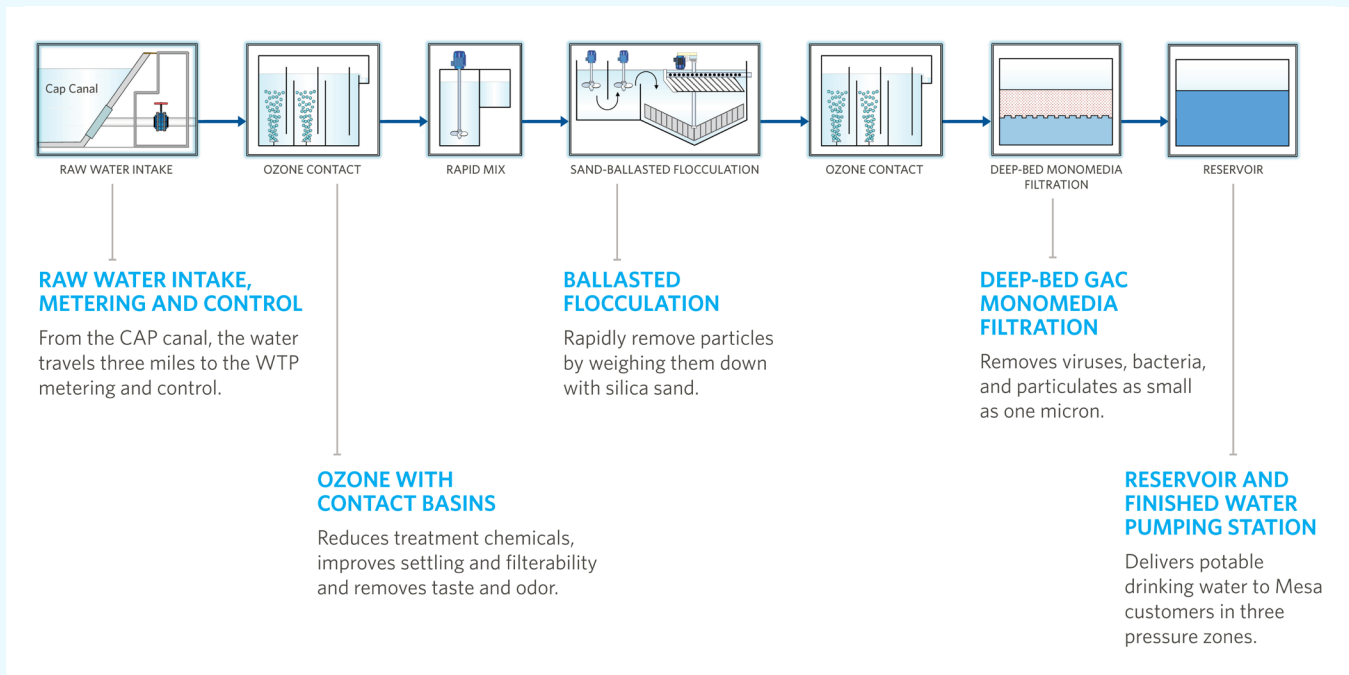 Cap Canal
RAW WATER INTAKE
OZONE CONTACT
RAPID MIX
SAND-BALLASTED FLOCCULATION
OZONE CONTACT
DEEP-BED MONOMEDIA
FILTRATION
RESERVOIR
RAW WATER INTAKE,
METERING AND CONTROL
From the CAP canal, the water
travels three miles to the WTP
metering and control.
OZONE WITH
CONTACT BASINS
Reduces treatment chemicals,
improves settling and filterability
and removes taste and odor.
BALLASTED
FLOCCULATION
Rapidly remove particles
by weighing them down
with silica sand.
DEEP-BED GAC
MONOMEDIA
FILTRATION
Removes viruses, bacteria,
and particulates as small
as one micron.
RESERVOIR AND
FINISHED WATER
PUMPING STATION
Delivers potable
drinking water to Mesa
customers in three
pressure zones.